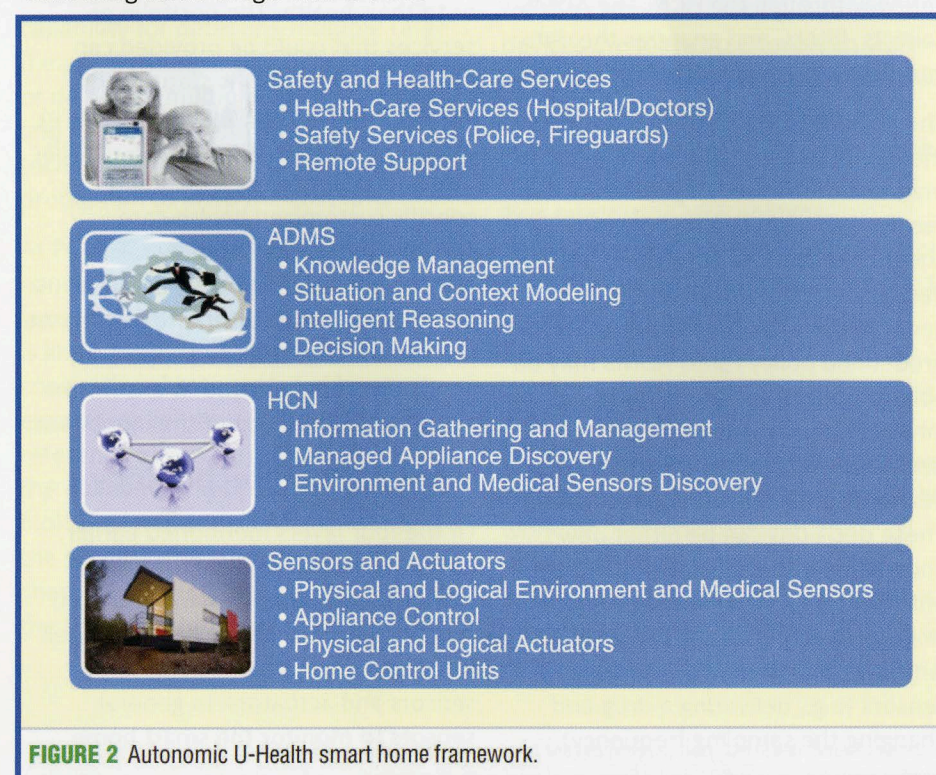 Safety and Health-Care Services
• Health-Care Services (Hospital/Doctors)
• Safety Services (Police, Fireguards)
• Remote Support
ADMS
• Knowledge Management
• Situation and Context Modeling
• Intelligent Reasoning
• Decision Making
HCN
• Information Gathering and Management
• Managed Appliance Discovery
• Environment and Medical Sensors Discovery
Sensors and Actuators
• Physical and Logical Environment and Medical Sensors
• Appliance Control
• Physical and Logical Actuators
• Home Control Units
FIGURE 2 Autonomic U-Health smart home framework.